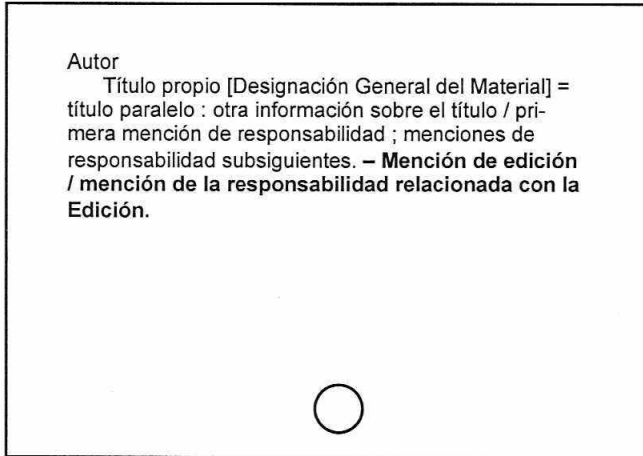 Autor
Título propio [Designación General del Material] =
título paralelo : otra información sobre el título / pri-
mera mención de responsabilidad ; menciones de
responsabilidad subsiguientes. – Mención de edición
/ mención de la responsabilidad relacionada con la
Edición.